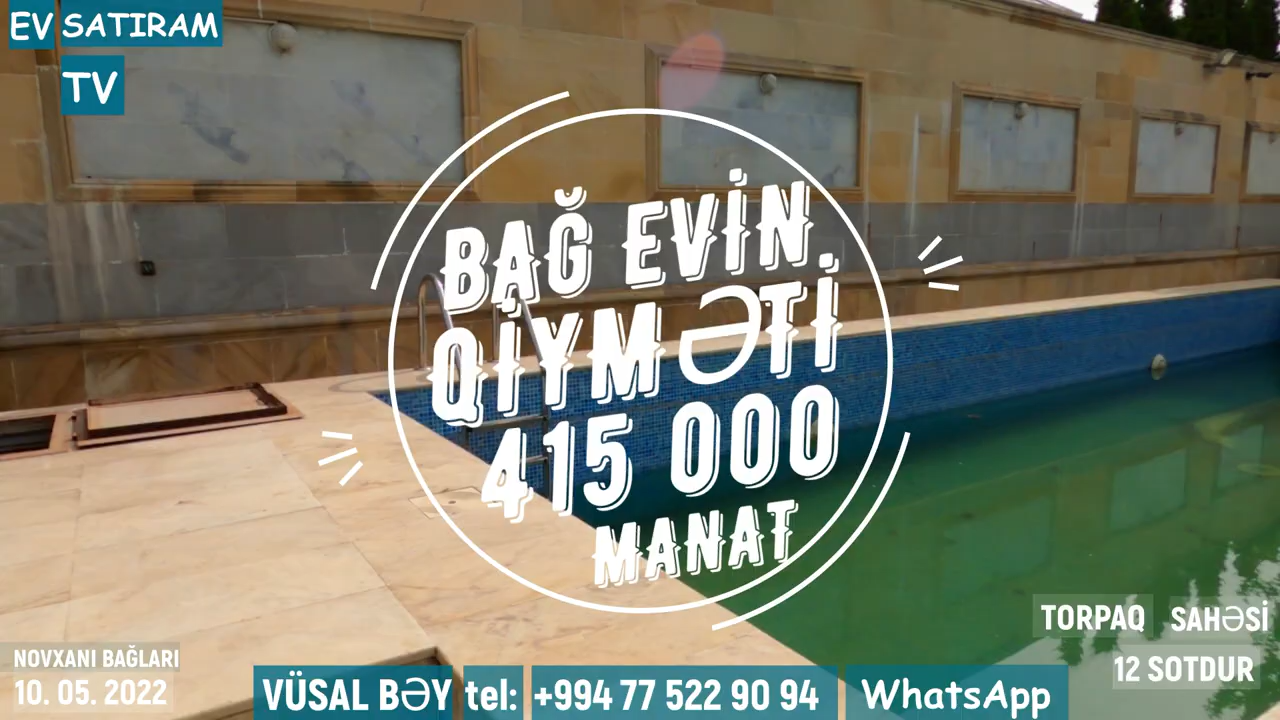 EV SATIRAM
TV
BAĞ EVİN
QİYMƏTİ
415 000
MANAT
TORPAQ SAHƏSİ
12 SOTDUR
NOVXANI BAĞLARI
10. 05. 2022
VÜSAL BƏY tel: +994 77 522 90 94 WhatsApp